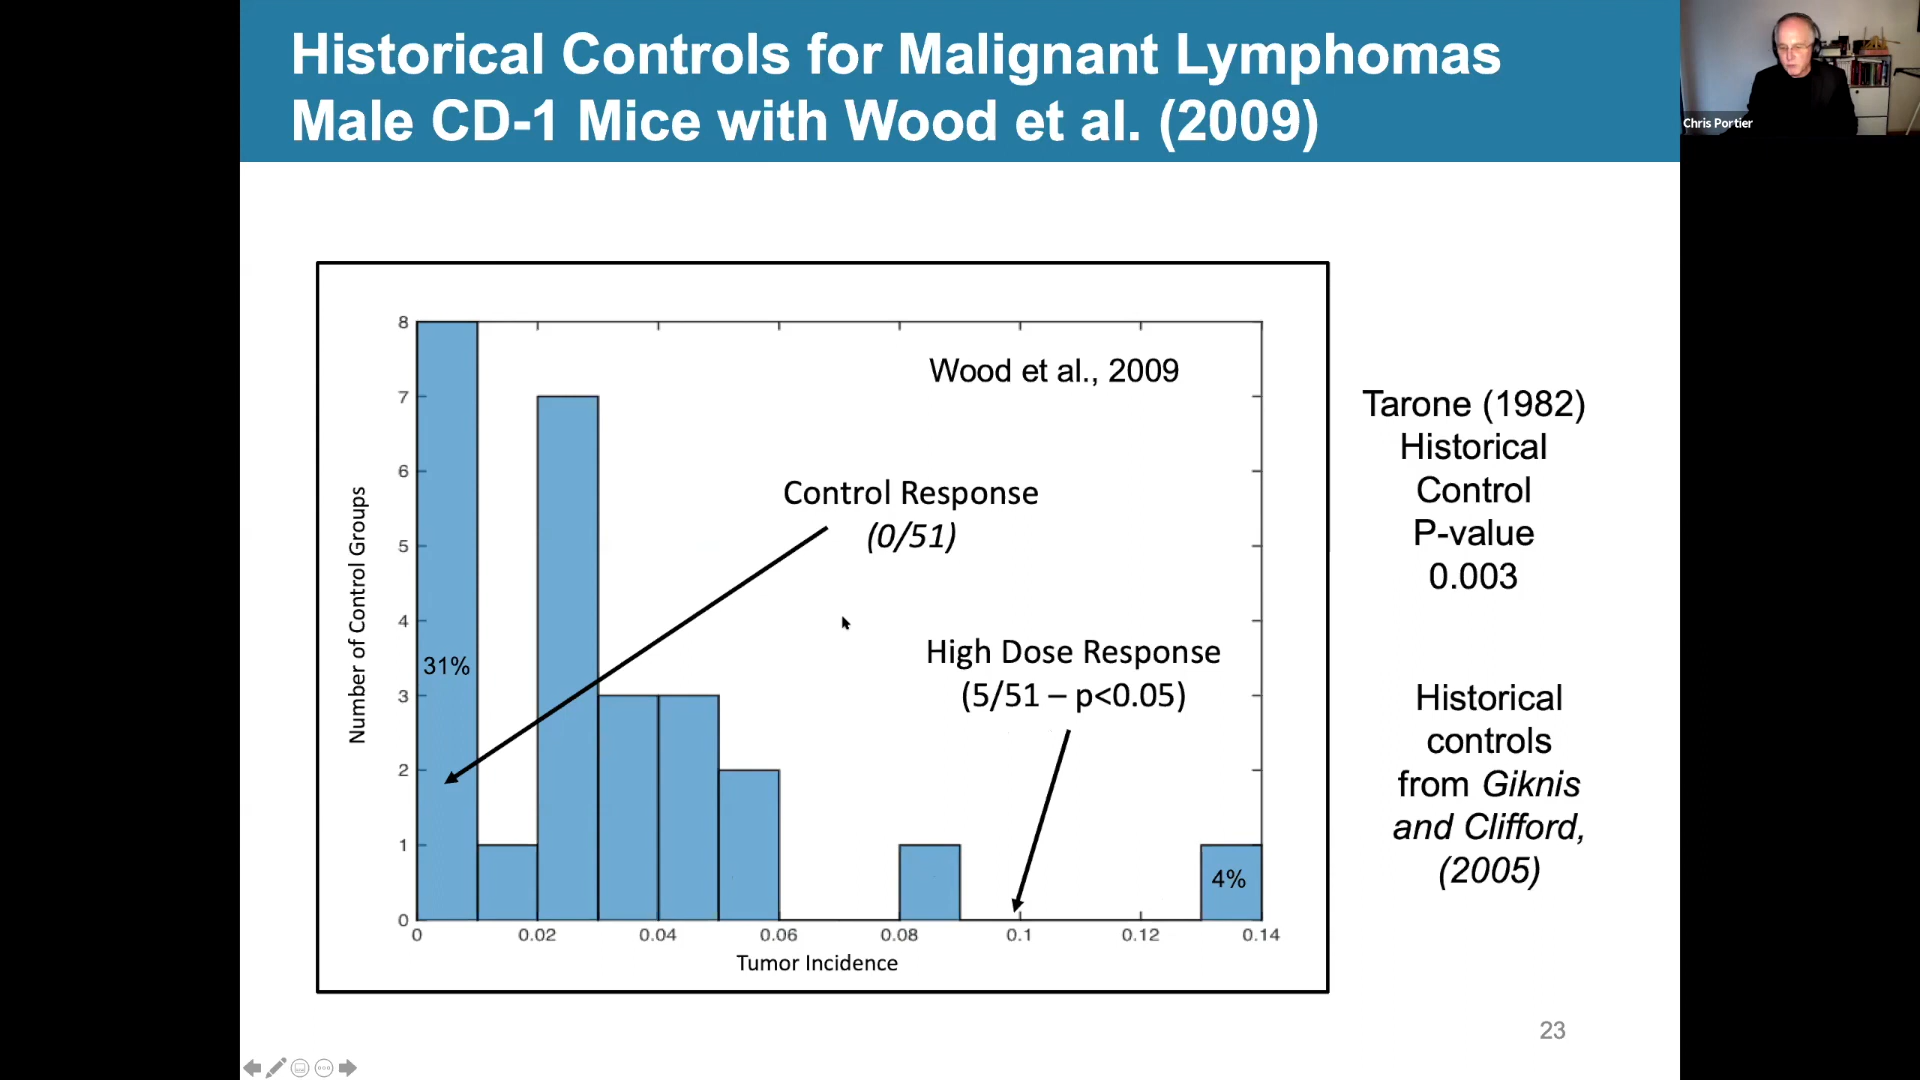 Historical Controls for Malignant Lymphomas
Male CD-1 Mice with Wood et al. (2009)
Chris Portier
Wood et al., 2009
Control Response
(0/51)
High Dose Response
(5/51 – p<0.05)
Number of Control Groups
8
7
6
5
4
3
2
1
0
31%
4%
0
0.02
0.04
0.06
0.08
0.1
0.12
0.14
Tumor Incidence
Tarone (1982)
Historical
Control
P-value
0.003
Historical
controls
from Giknis
and Clifford,
(2005)
23